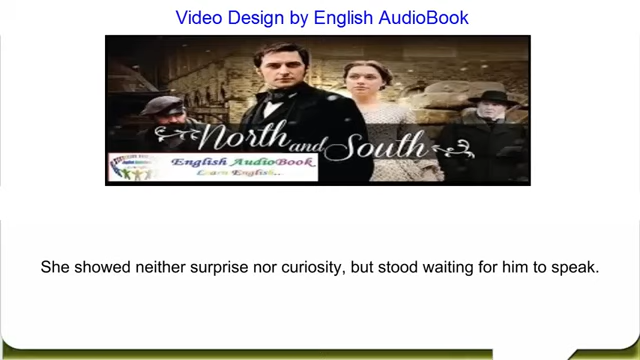 Video Design by English AudioBook
North and South
English AudioBook
Learn English...
She showed neither surprise nor curiosity, but stood waiting for him to speak.